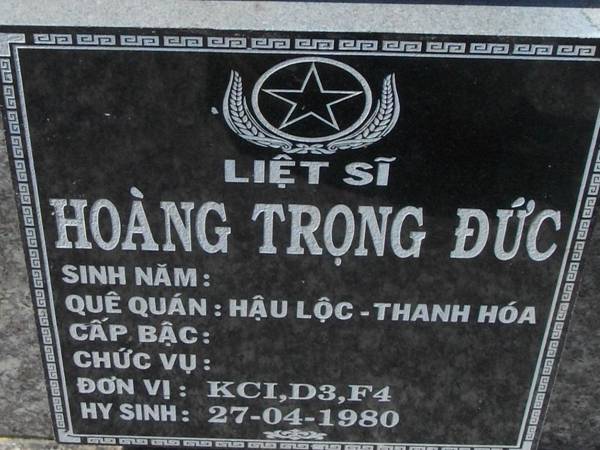 LIỆT SĨ
HOÀNG TRỌNG ĐỨC
SINH NĂM :
QUÊ QUÁN : HẬU LỘC - THANH HÓA
CẤP BẬC:
CHỨC VỤ :
ĐƠN VỊ : KCI,D3,F4
HY SINH : 27-04-1980